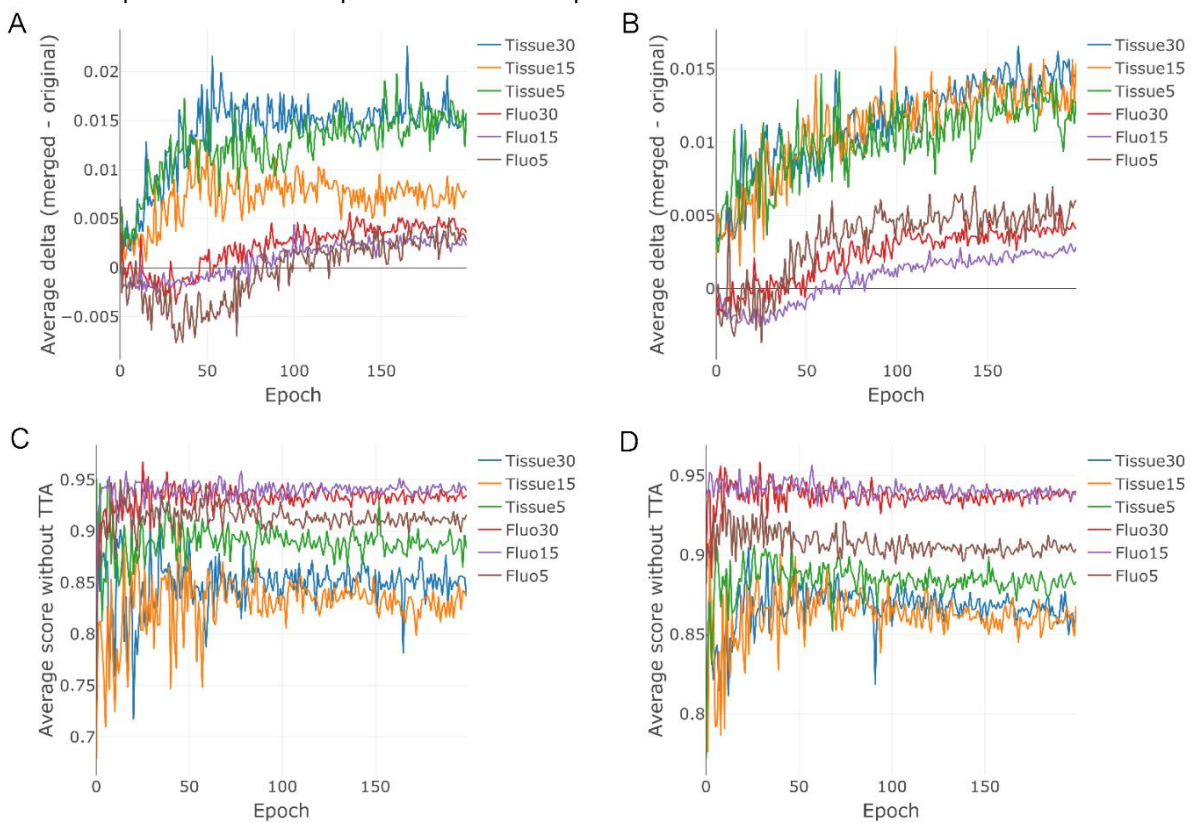 A
Average delta (merged - original)
0.02
0.015
0.01
0.005
0
−0.005
0
50
100
150
Epoch
Tissue30
Tissue15
Tissue5
Fluo30
Fluo15
Fluo5
B
Average delta (merged - original)
0.015
0.01
0.005
0
0
50
100
150
Epoch
Tissue30
Tissue15
Tissue5
Fluo30
Fluo15
Fluo5
C
Average score without TTA
0.95
0.9
0.85
0.8
0.75
0.7
0
50
100
150
Epoch
Tissue30
Tissue15
Tissue5
Fluo30
Fluo15
Fluo5
D
Average score without TTA
0.95
0.9
0.85
0.8
0
50
100
150
Epoch
Tissue30
Tissue15
Tissue5
Fluo30
Fluo15
Fluo5